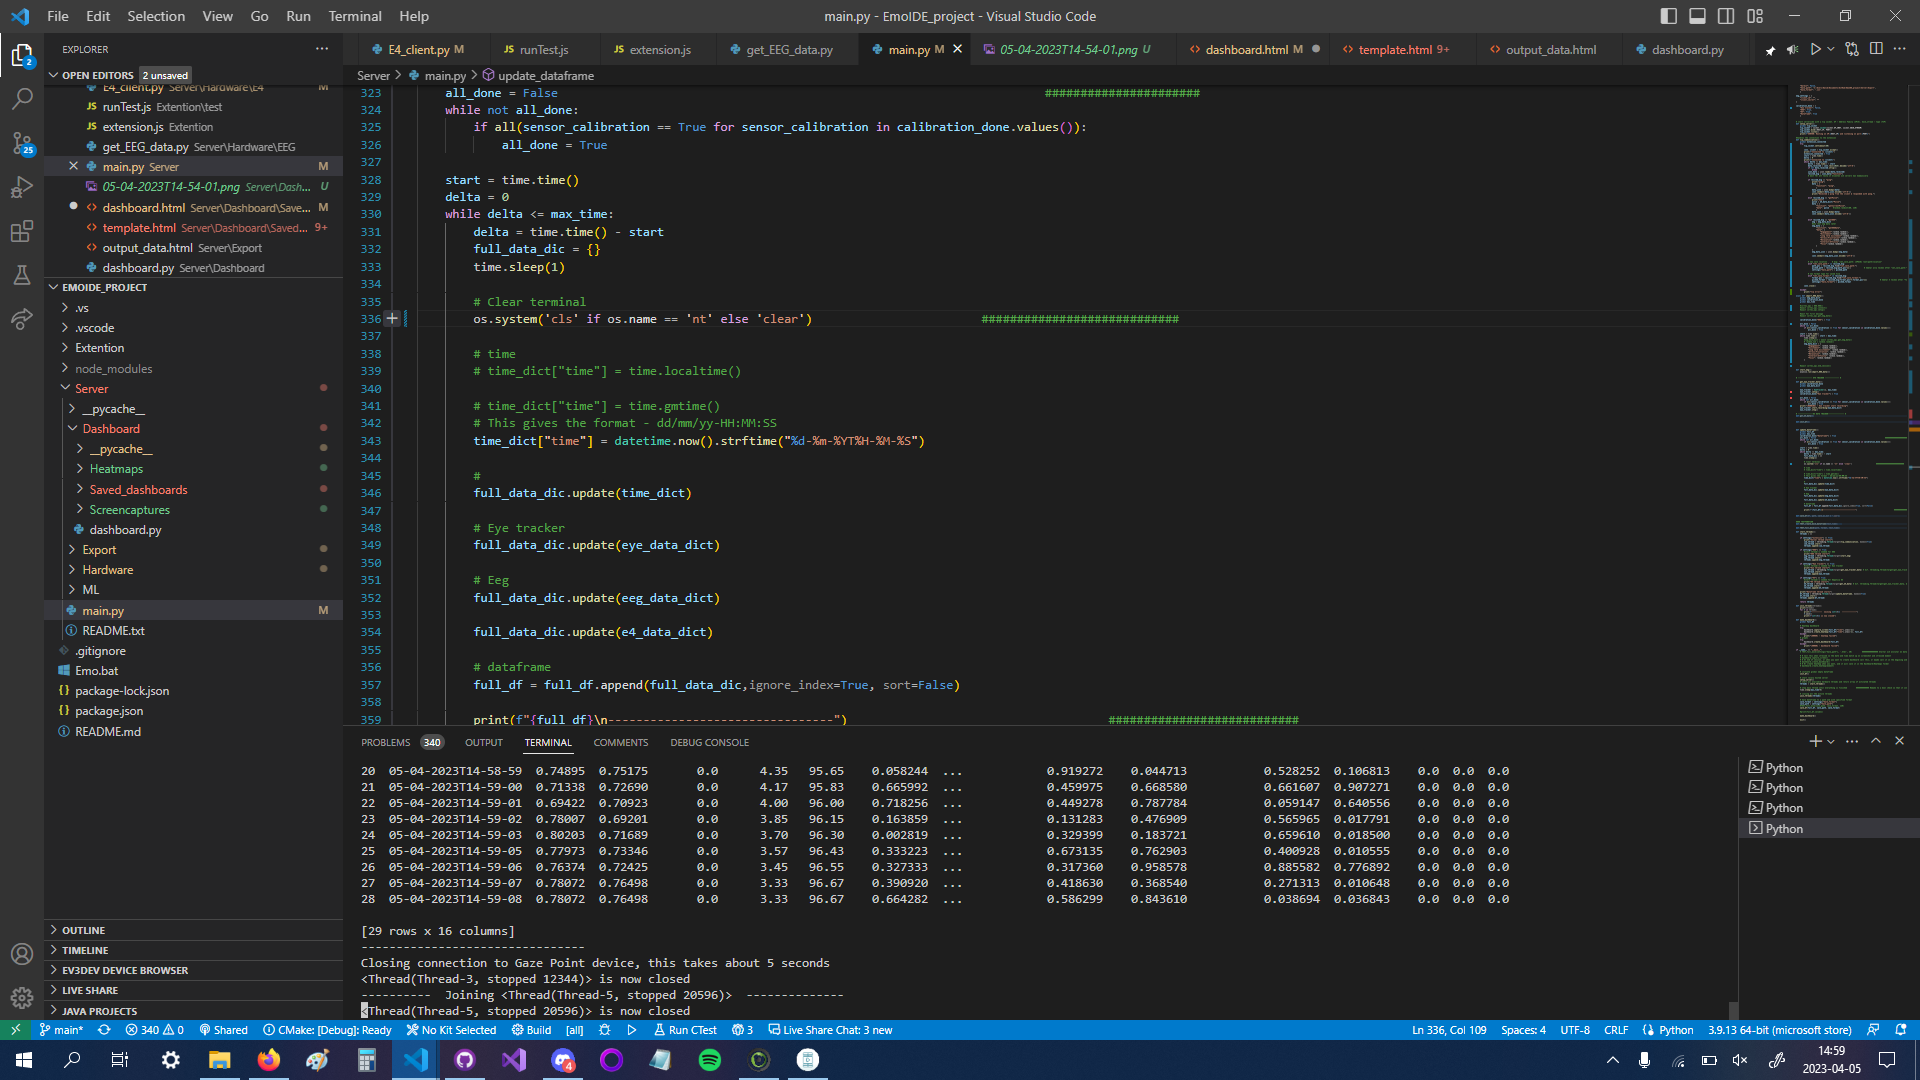 File Edit Selection View Go Run Terminal Help
main.py - EmoIDE_project - Visual Studio Code
EXPLORER
E4_client.py M
runTest.js
extension.js
get_EEG_data.py
main.py M
05-04-2023T14-54-01.png U
dashboard.html M
template.html 9+
output_data.html
dashboard.py
OPEN EDITORS 2 unsaved
E4_client.py Server\Hardware\E4 M
runTest.js Extention\test
extension.js Extention
get_EEG_data.py Server\Hardware\EEG
main.py Server M
05-04-2023T14-54-01.png Server\Dash... U
dashboard.html Server\Dashboard\Save... M
template.html Server\Dashboard\Saved... 9+
output_data.html Server\Export
dashboard.py Server\Dashboard
EMOIDE_PROJECT
.vs
.vscode
Extention
node_modules
Server
__pycache__
Dashboard
__pycache__
Heatmaps
Saved_dashboards
Screencaptures
dashboard.py
Export
Hardware
ML
main.py M
README.txt
.gitignore
Emo.bat
package-lock.json
package.json
README.md
OUTLINE
TIMELINE
EV3DEV DEVICE BROWSER
LIVE SHARE
JAVA PROJECTS
Server > main.py > update_dataframe
323 all_done = False ######################
324 while not all_done:
325 if all(sensor_calibration == True for sensor_calibration in calibration_done.values()):
326 all_done = True
327
328 start = time.time()
329 delta = 0
330 while delta <= max_time:
331 delta = time.time() - start
332 full_data_dic = {}
333 time.sleep(1)
334
335 # Clear terminal
336 os.system('cls' if os.name == 'nt' else 'clear') ############################
337
338 # time
339 # time_dict["time"] = time.localtime()
340
341 # time_dict["time"] = time.gmtime()
342 # This gives the format - dd/mm/yy-HH:MM:SS
343 time_dict["time"] = datetime.now().strftime("%d-%m-%YT%H-%M-%S")
344
345 #
346 full_data_dic.update(time_dict)
347
348 # Eye tracker
349 full_data_dic.update(eye_data_dict)
350
351 # Eeg
352 full_data_dic.update(eeg_data_dict)
353
354 full_data_dic.update(e4_data_dict)
355
356 # dataframe
357 full_df = full_df.append(full_data_dic,ignore_index=True, sort=False)
358
359 print(f"{full_df}\n--------------------------------") ###########################
PROBLEMS 340 OUTPUT TERMINAL COMMENTS DEBUG CONSOLE
20 05-04-2023T14-58-59 0.74895 0.75175 0.0 4.35 95.65 0.058244 ... 0.919272 0.044713 0.528252 0.106813 0.0 0.0 0.0
21 05-04-2023T14-59-00 0.71338 0.72690 0.0 4.17 95.83 0.665992 ... 0.459975 0.668580 0.661607 0.907271 0.0 0.0 0.0
22 05-04-2023T14-59-01 0.69422 0.70923 0.0 4.00 96.00 0.718256 ... 0.449278 0.787784 0.059147 0.640556 0.0 0.0 0.0
23 05-04-2023T14-59-02 0.78007 0.69201 0.0 3.85 96.15 0.163859 ... 0.131283 0.476909 0.565965 0.017791 0.0 0.0 0.0
24 05-04-2023T14-59-03 0.80203 0.71689 0.0 3.70 96.30 0.002819 ... 0.329399 0.183721 0.659610 0.018500 0.0 0.0 0.0
25 05-04-2023T14-59-05 0.77973 0.73346 0.0 3.57 96.43 0.333223 ... 0.673135 0.762903 0.400928 0.010555 0.0 0.0 0.0
26 05-04-2023T14-59-06 0.76374 0.72425 0.0 3.45 96.55 0.327333 ... 0.317360 0.958578 0.885582 0.776892 0.0 0.0 0.0
27 05-04-2023T14-59-07 0.78072 0.76498 0.0 3.33 96.67 0.390920 ... 0.418630 0.368540 0.271313 0.010648 0.0 0.0 0.0
28 05-04-2023T14-59-08 0.78072 0.76498 0.0 3.33 96.67 0.664282 ... 0.586299 0.843610 0.038694 0.036843 0.0 0.0 0.0
[29 rows x 16 columns]
--------------------------------
Closing connection to Gaze Point device, this takes about 5 seconds
<Thread(Thread-3, stopped 12344)> is now closed
---------- Joining <Thread(Thread-5, stopped 20596)> --------------
<Thread(Thread-5, stopped 20596)> is now closed
Python
Python
Python
Python
main* 340 0 Shared CMake: [Debug]: Ready No Kit Selected Build [all] Run CTest 3 Live Share Chat: 3 new
Ln 336, Col 109 Spaces: 4 UTF-8 CRLF Python 3.9.13 64-bit (microsoft store)
14:59
2023-04-05